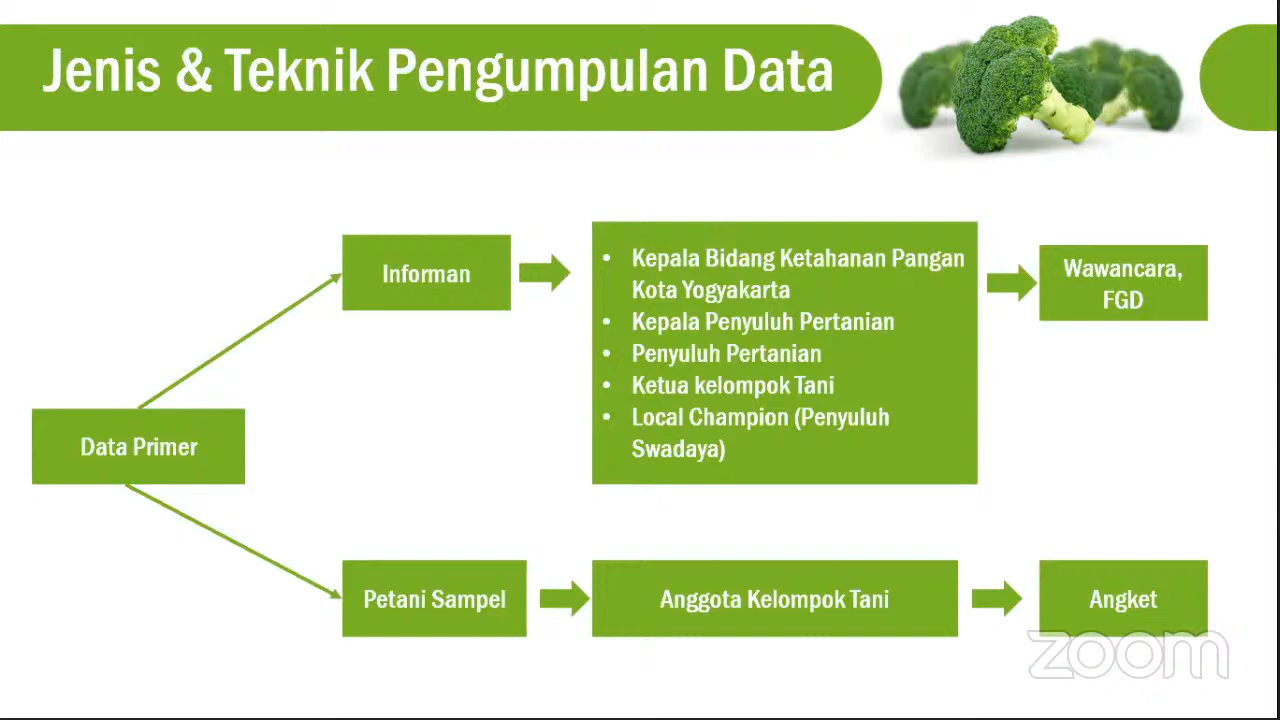 Jenis & Teknik Pengumpulan Data
Informan
• Kepala Bidang Ketahanan Pangan
Kota Yogyakarta
• Kepala Penyuluh Pertanian
• Penyuluh Pertanian
• Ketua kelompok Tani
• Local Champion (Penyuluh
Swadaya)
Wawancara,
FGD
Data Primer
Petani Sampel
Anggota Kelompok Tani
Angket
zoom